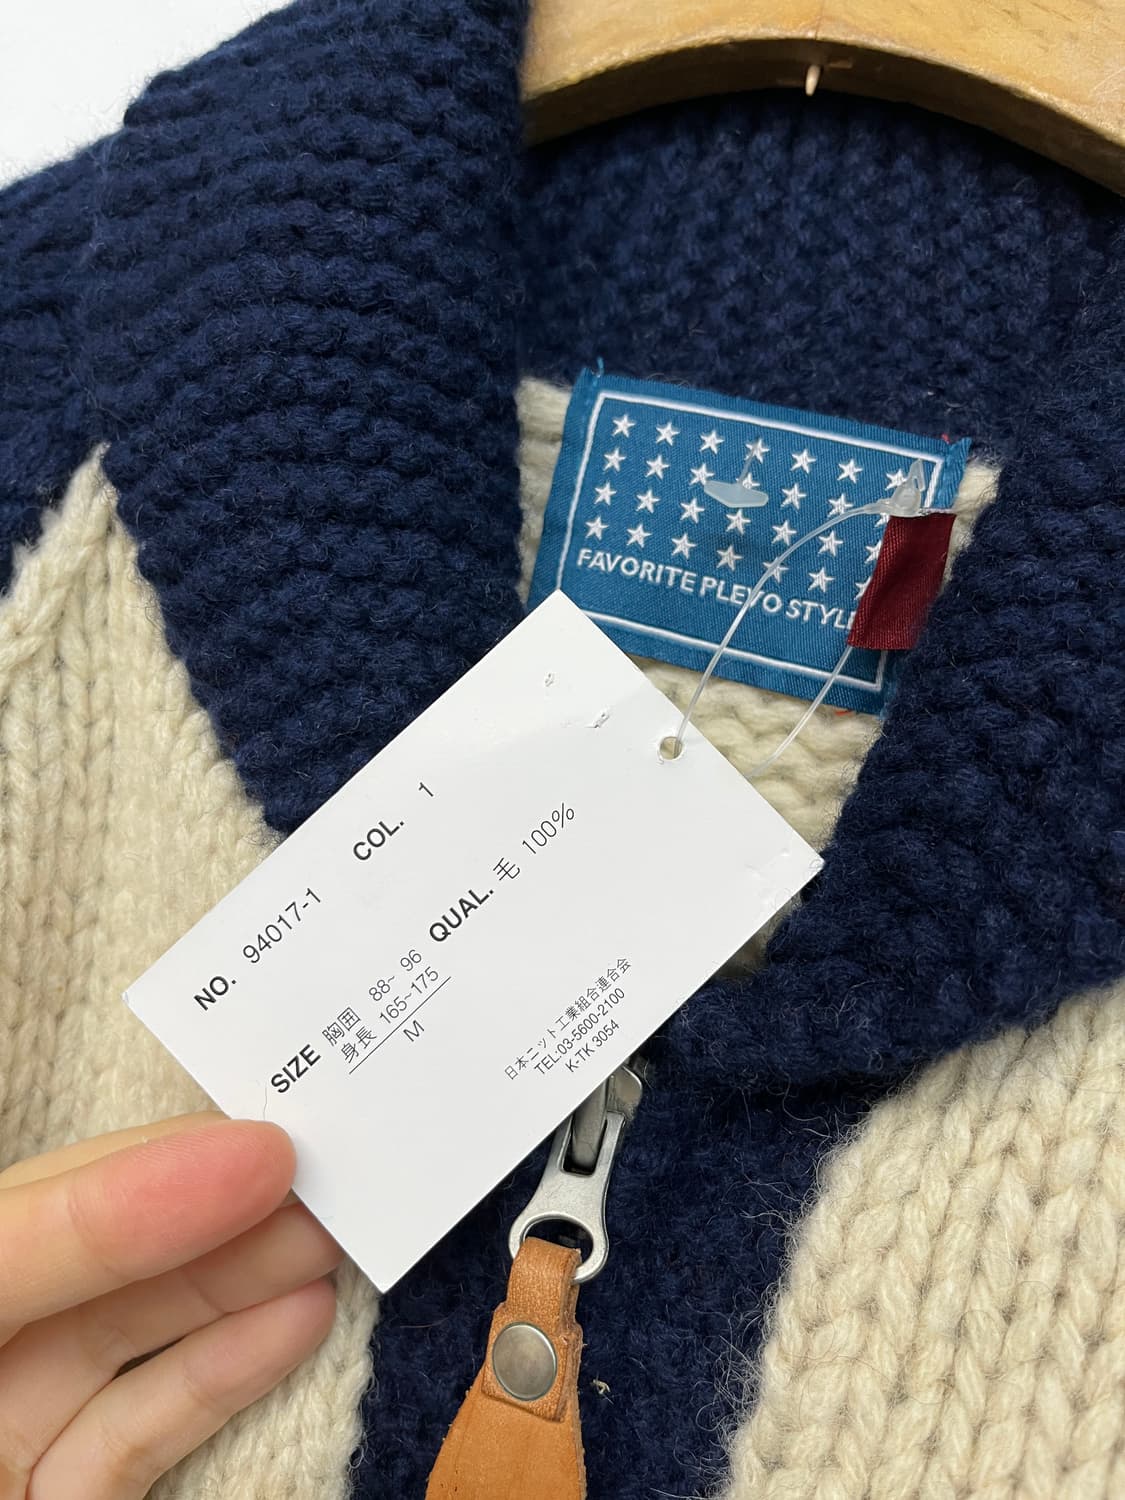 FAVORITE PLEVO STYLE
NO. 94017-1 COL. 1
SIZE 胸囲 88~ 96 QUAL. 毛 100%
身長 165~175
M
日本ニット工業組合連合会
TEL:03-5600-2100
K-TK 3054